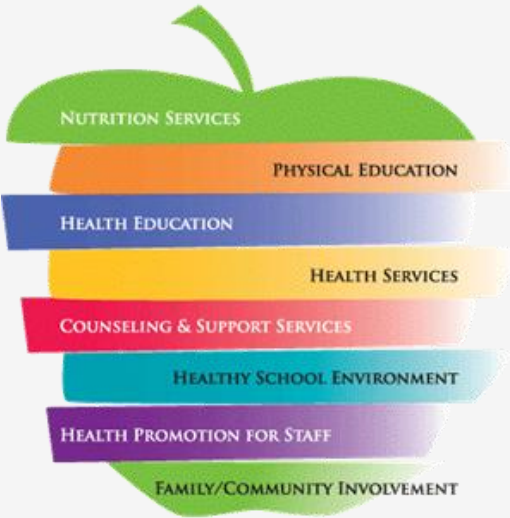 Nutrition Services
Physical Education
Health Education
Health Services
Counseling & Support Services
Healthy School Environment
Health Promotion for Staff
Family/Community Involvement